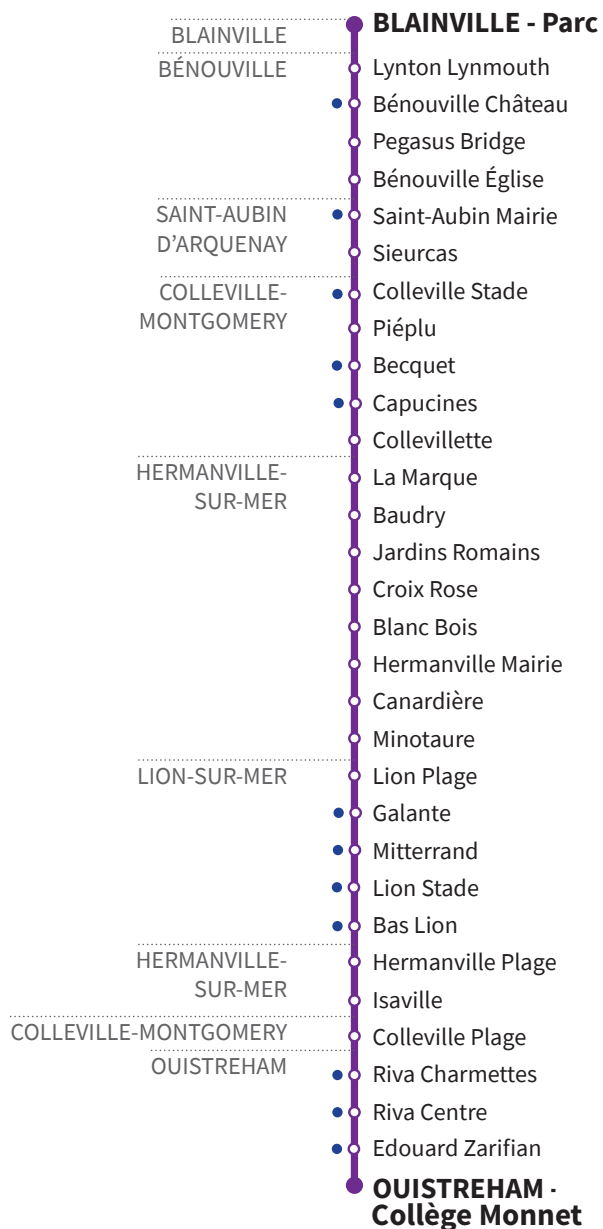 BLAINVILLE
BLAINVILLE - Parc
BÉNOUVILLE
Lynton Lynmouth
Bénouville Château
Pegasus Bridge
Bénouville Église
SAINT-AUBIN
D'ARQUENAY
Saint-Aubin Mairie
Sieurcas
COLLEVILLE-
MONTGOMERY
Colleville Stade
Piéplu
Becquet
Capucines
Collevillette
HERMANVILLE-
SUR-MER
La Marque
Baudry
Jardins Romains
Croix Rose
Blanc Bois
Hermanville Mairie
Canardière
Minotaure
LION-SUR-MER
Lion Plage
Galante
Mitterrand
Lion Stade
Bas Lion
HERMANVILLE-
SUR-MER
Hermanville Plage
Isaville
COLLEVILLE-MONTGOMERY
Colleville Plage
OUISTREHAM
Riva Charmettes
Riva Centre
Edouard Zarifian
OUISTREHAM -
Collège Monnet